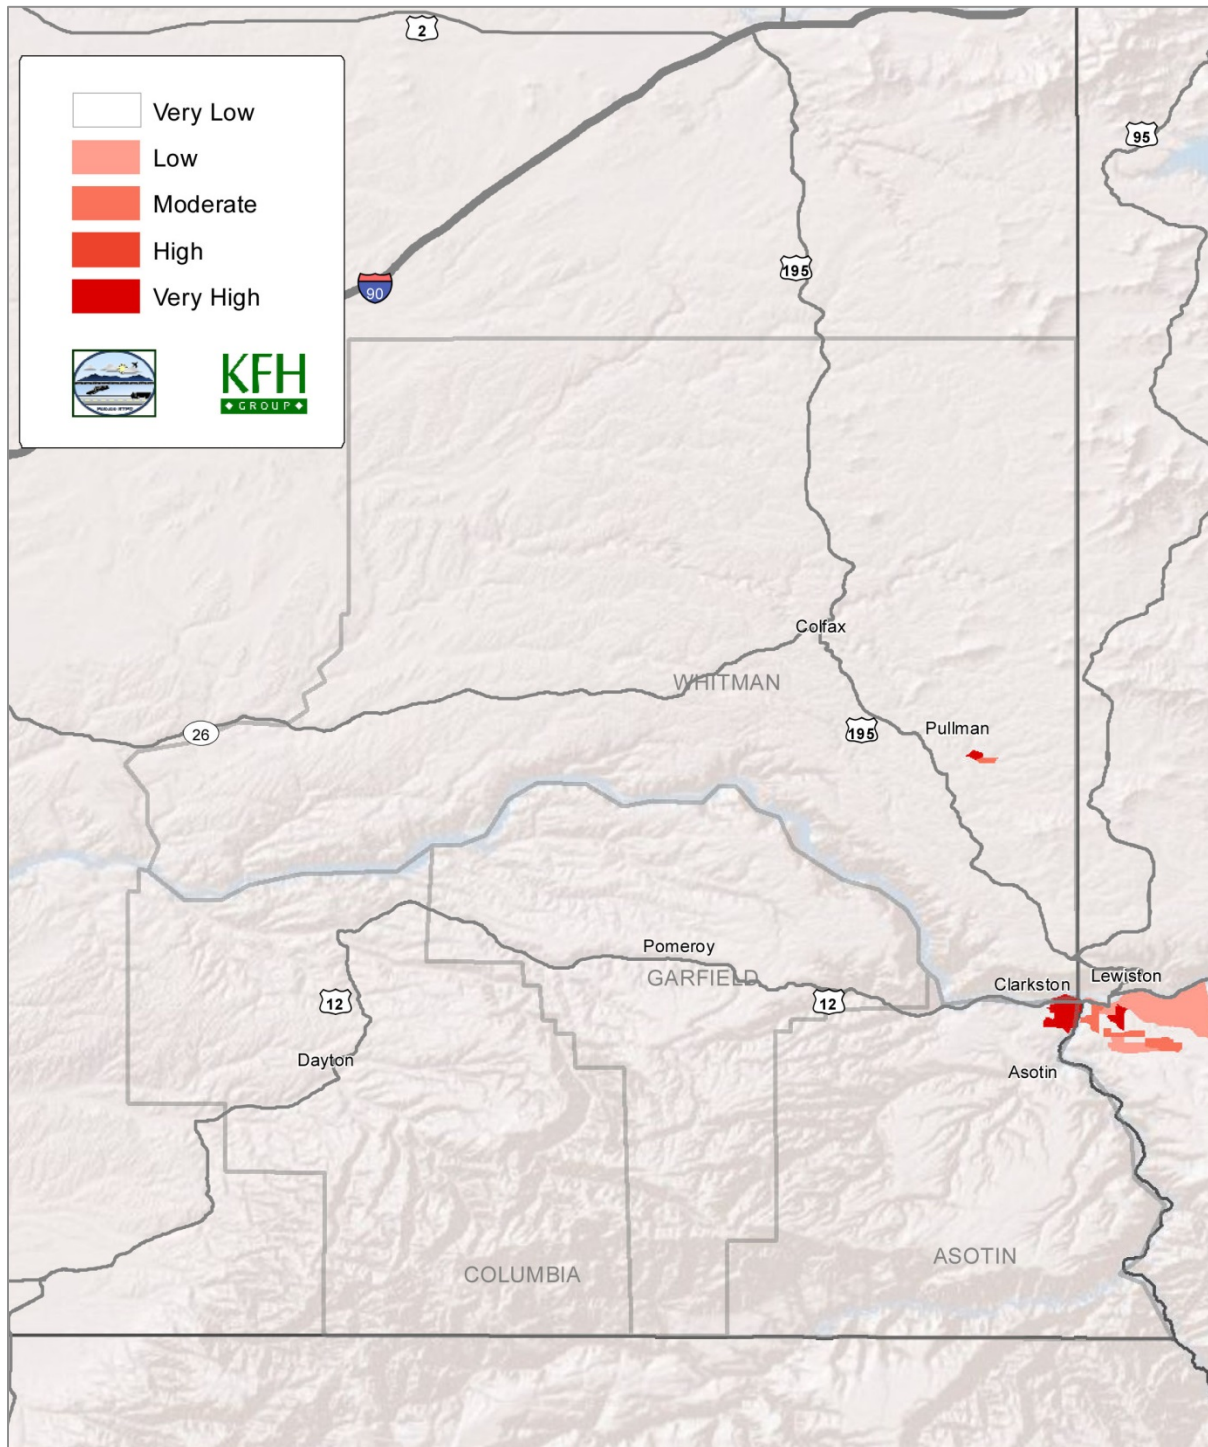 2
Very Low
95
Low
Moderate
High
195
Very High
90
KFH
GROUP
Colfax
WHITMAN
Pullman
26
195
Pomeroy
GARFIELD
Lewiston
Clarkston
12
12
Dayton
Asotin
ASOTIN
COLUMBIA